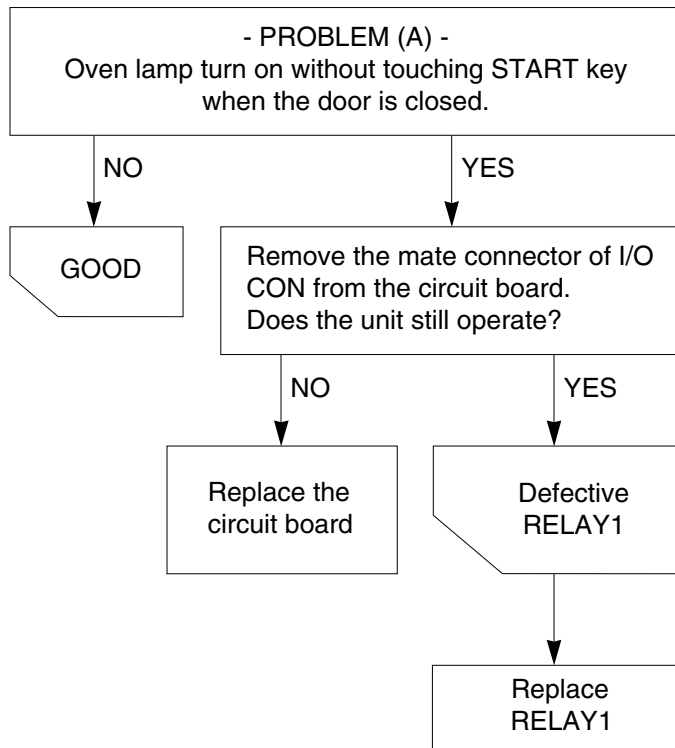 - PROBLEM (A) -
Oven lamp turn on without touching START key
when the door is closed.
NO
YES
GOOD
Remove the mate connector of I/O
CON from the circuit board.
Does the unit still operate?
NO
YES
Replace the
circuit board
Defective
RELAY1
Replace
RELAY1